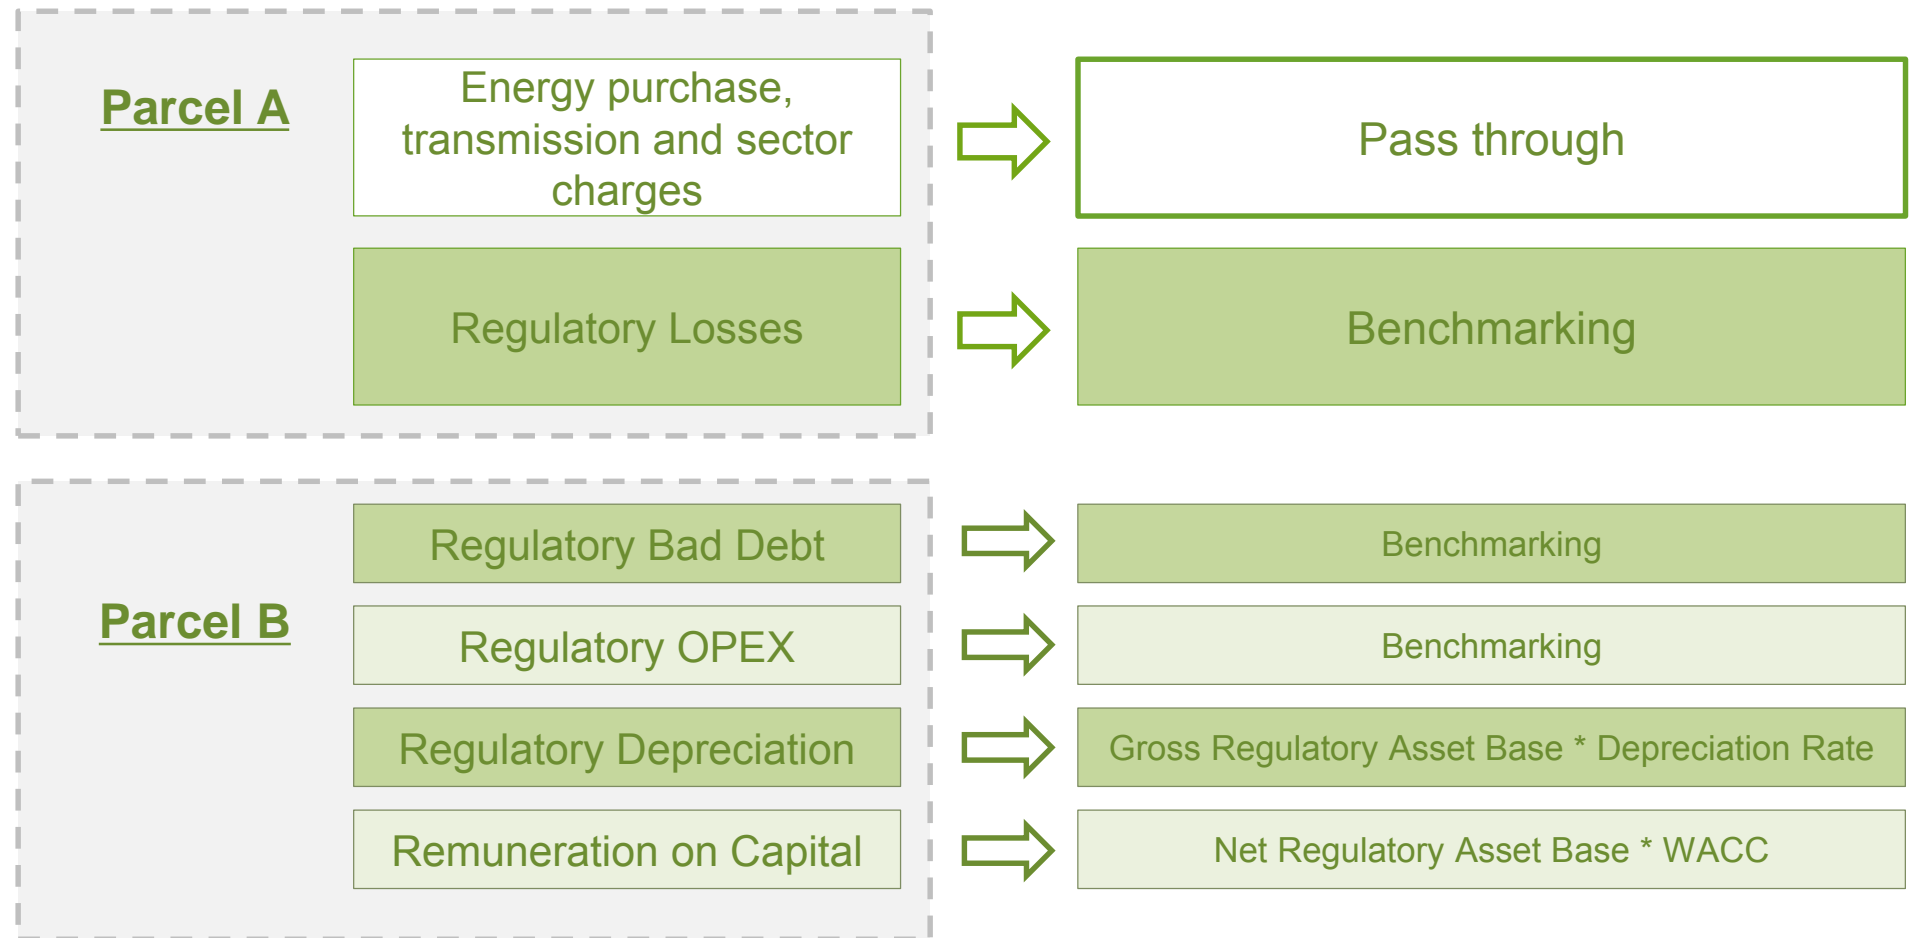 Parcel A
Energy purchase,
transmission and sector
charges
Pass through
Regulatory Losses
Benchmarking
Parcel B
Regulatory Bad Debt
Benchmarking
Regulatory OPEX
Benchmarking
Regulatory Depreciation
Gross Regulatory Asset Base * Depreciation Rate
Remuneration on Capital
Net Regulatory Asset Base * WACC